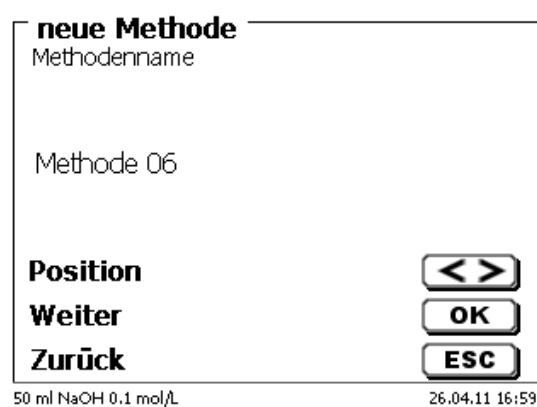 neue Methode
Methodenname
Methode 06
Position < >
Weiter OK
Zurück ESC
50 ml NaOH 0.1 mol/L 26.04.11 16:59